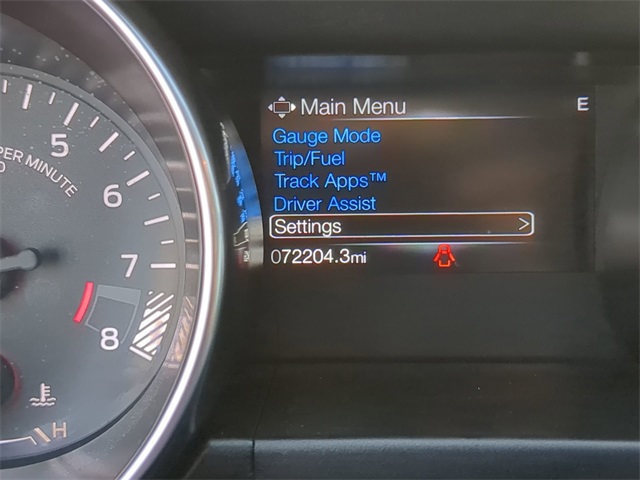 Main Menu
E
Gauge Mode
Trip/Fuel
Track Apps™
Driver Assist
Settings >
072204.3mi
PER MINUTE
5
6
7
8
H